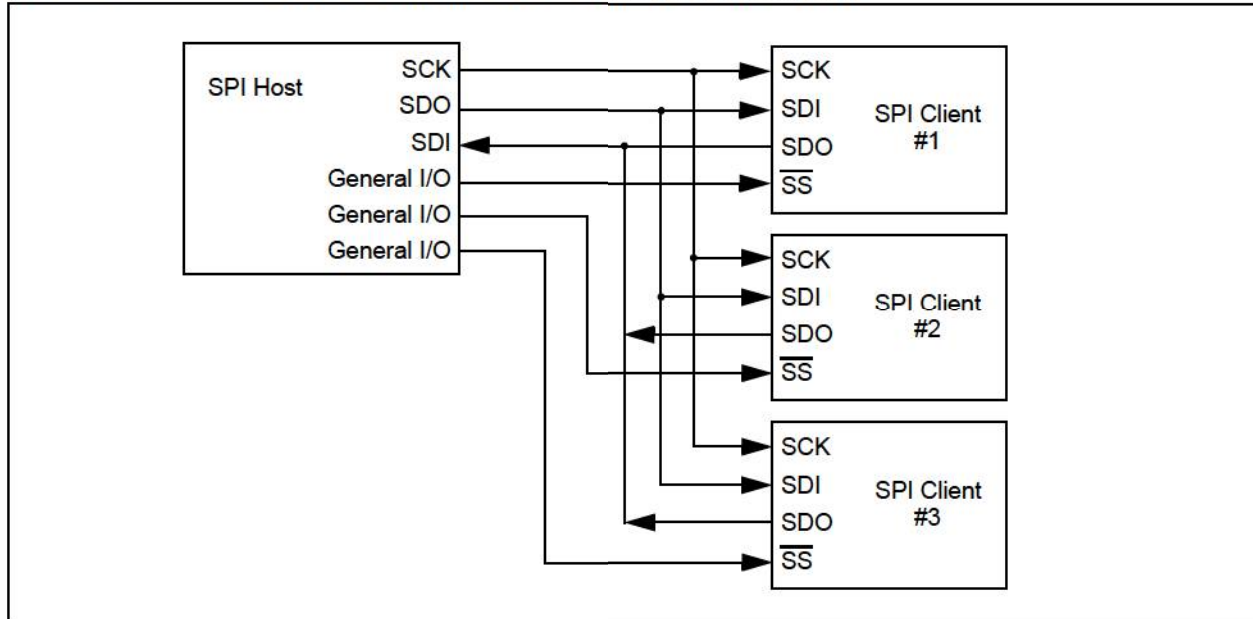 SPI Host
SCK
SDO
SDI
General I/O
General I/O
General I/O
SCK
SDI
SDO
SS
SPI Client
#1
SCK
SDI
SDO
SS
SPI Client
#2
SCK
SDI
SDO
SS
SPI Client
#3